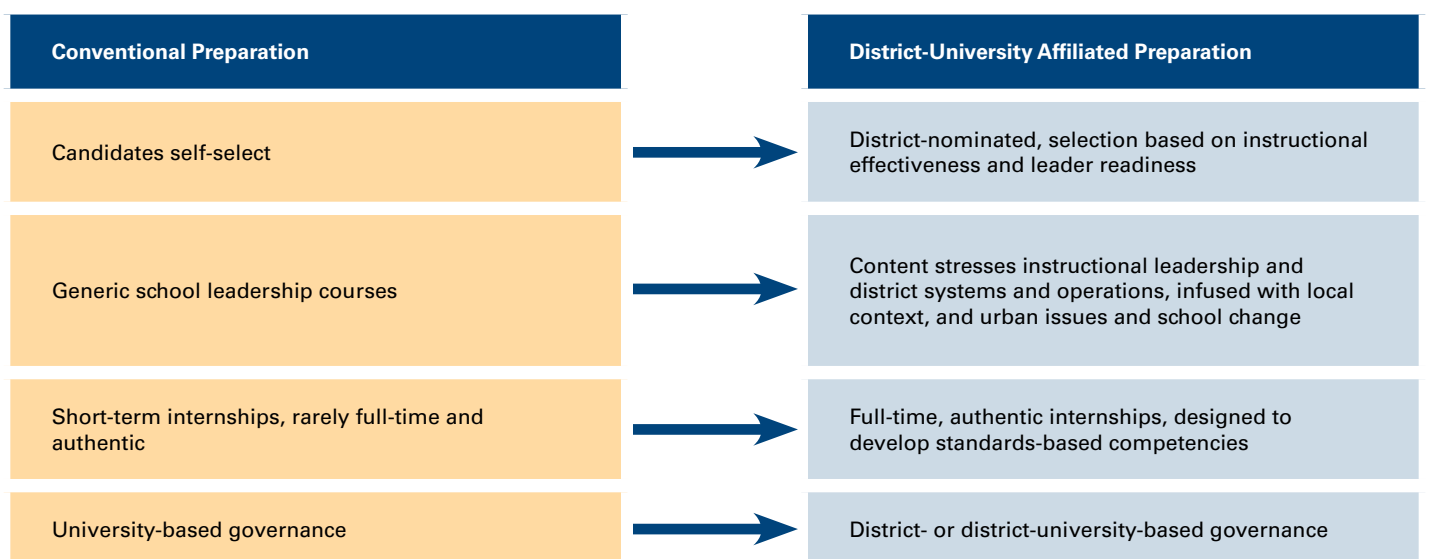 Conventional Preparation
District-University Affiliated Preparation
Candidates self-select
District-nominated, selection based on instructional
effectiveness and leader readiness
Generic school leadership courses
Content stresses instructional leadership and
district systems and operations, infused with local
context, and urban issues and school change
Short-term internships, rarely full-time and
authentic
Full-time, authentic internships, designed to
develop standards-based competencies
University-based governance
District- or district-university-based governance